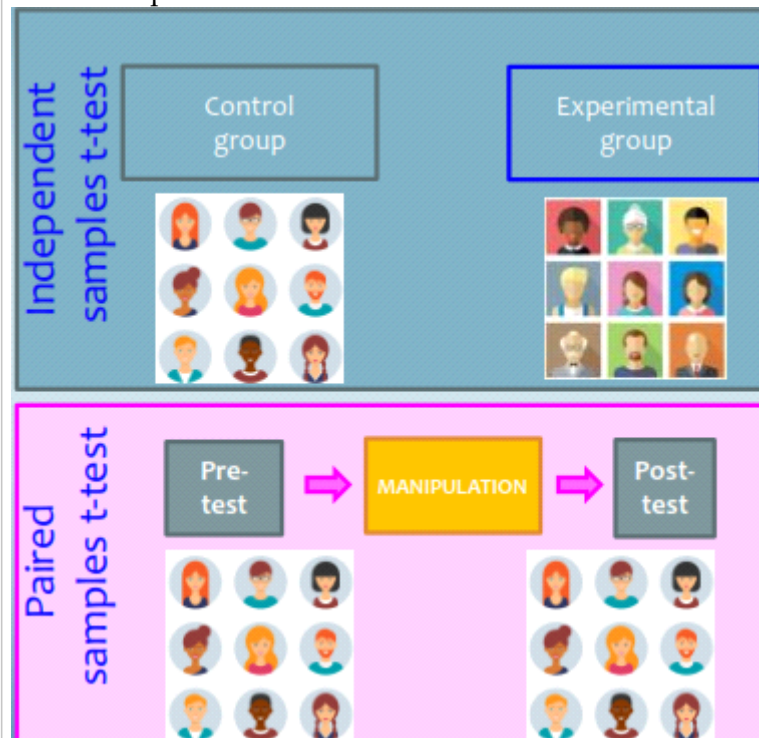 Independent
samples t-test
Control
group
Experimental
group
Paired
samples t-test
Pre-
test
MANIPULATION
Post-
test